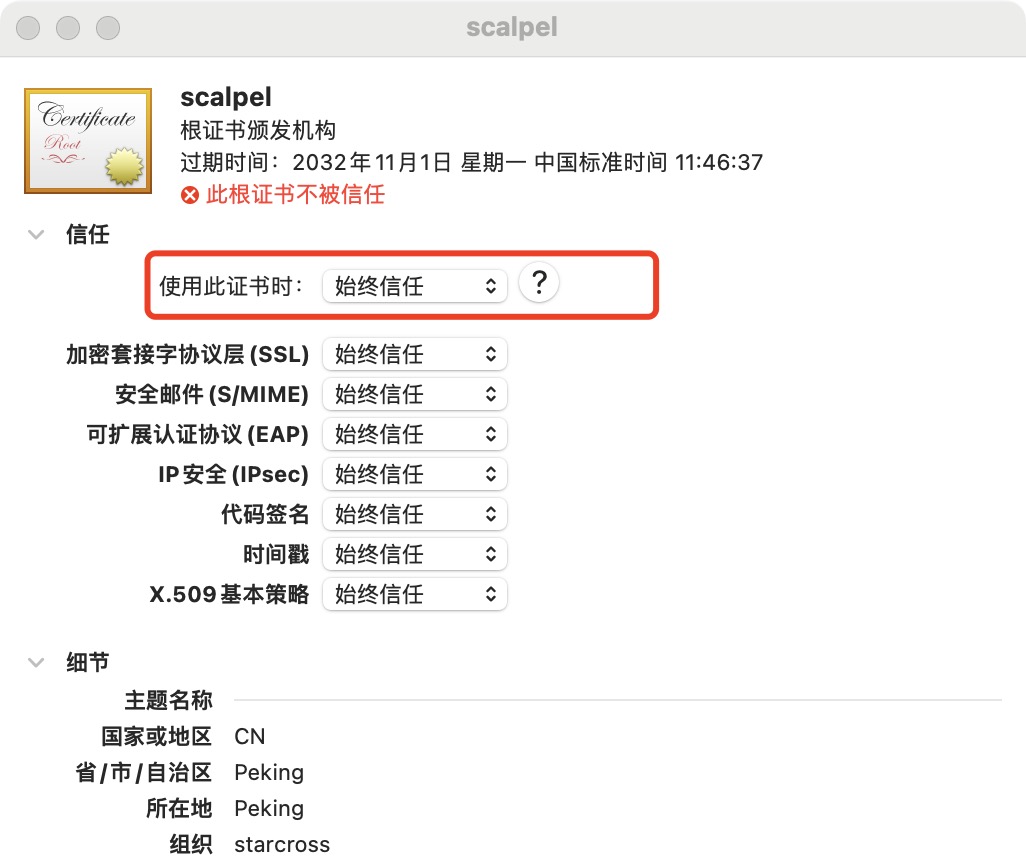 scalpel
Certificate
Root
scalpel
根证书颁发机构
过期时间：2032年11月1日 星期一 中国标准时间 11:46:37
此根证书不被信任
信任
使用此证书时： 始终信任 ?
加密套接字协议层 (SSL) 始终信任
安全邮件 (S/MIME) 始终信任
可扩展认证协议 (EAP) 始终信任
IP 安全 (IPsec) 始终信任
代码签名 始终信任
时间戳 始终信任
X.509 基本策略 始终信任
细节
主题名称
国家或地区 CN
省/市/自治区 Peking
所在地 Peking
组织 starcross